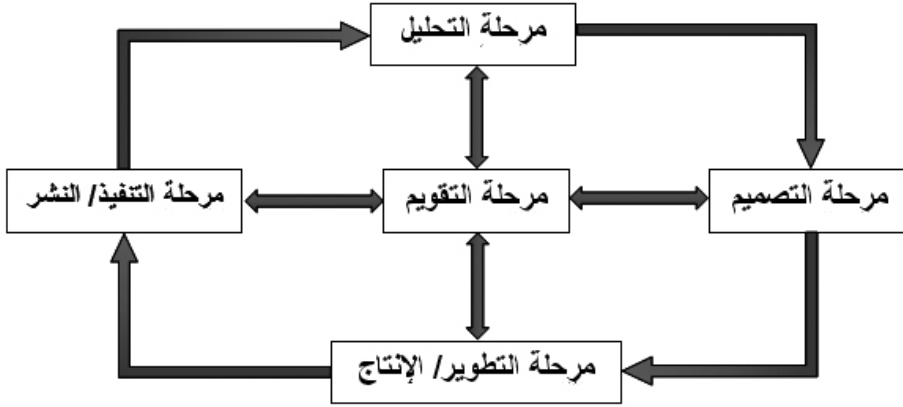 مرحلة التحليل
مرحلة التصميم
مرحلة التقويم
مرحلة التنفيذ/ النشر
مرحلة التطوير/ الإنتاج